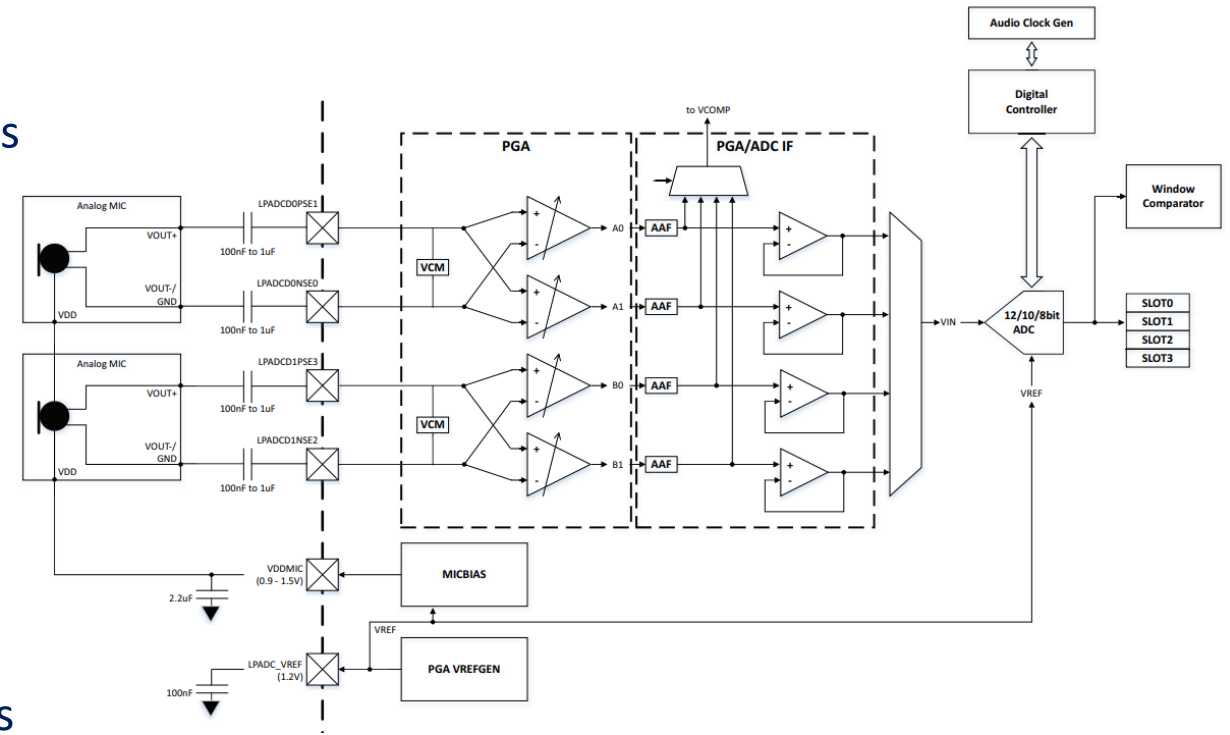 Audio Clock Gen
Digital
Controller
s
to VCOMP
PGA
PGA/ADC IF
Window
Comparator
Analog MIC
LPADCD0PSE1
VOUT+
100nF to 1uF
+
-
A0
AAF
+
-
VCM
LPADCD0NSE0
VOUT-/
GND
VDD
100nF to 1uF
+
-
A1
AAF
+
-
VIN
12/10/8bit
ADC
SLOT0
SLOT1
SLOT2
SLOT3
Analog MIC
LPADCD1PSE3
VOUT+
100nF to 1uF
+
-
B0
AAF
+
-
VREF
VCM
LPADCD1NSE2
VOUT-/
GND
VDD
100nF to 1uF
+
-
B1
AAF
+
-
VDDMIC
(0.9 - 1.5V)
MICBIAS
2.2uF
VREF
LPADC_VREF
(1.2V)
PGA VREFGEN
100nF
s